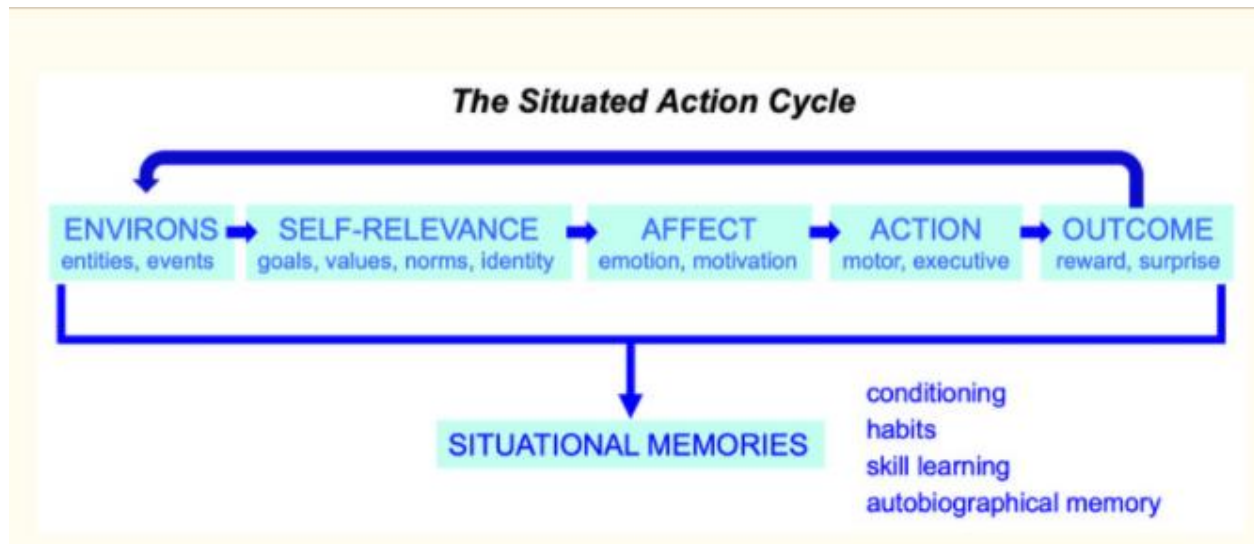 The Situated Action Cycle
ENVIRONS
entities, events
SELF-RELEVANCE
goals, values, norms, identity
AFFECT
emotion, motivation
ACTION
motor, executive
OUTCOME
reward, surprise
SITUATIONAL MEMORIES
conditioning
habits
skill learning
autobiographical memory